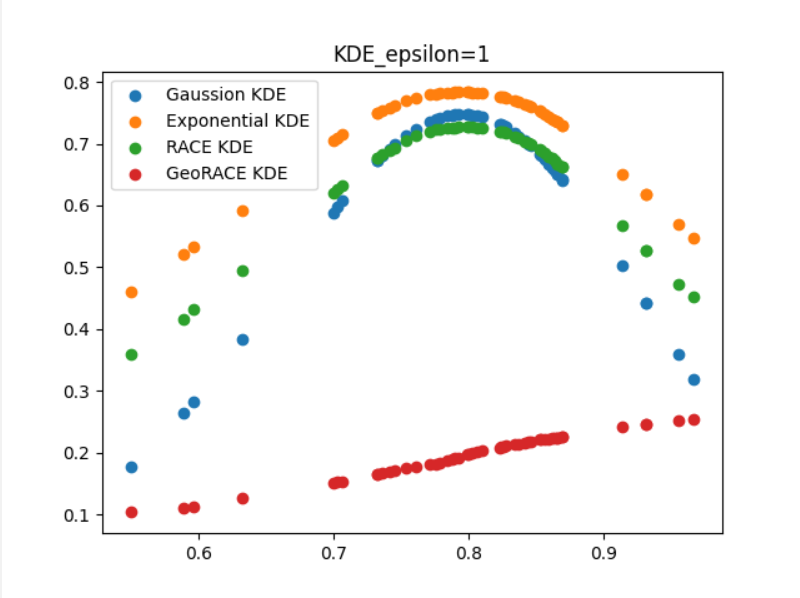 KDE_epsilon=1
Gaussion KDE
Exponential KDE
RACE KDE
GeoRACE KDE
0.8
0.7
0.6
0.5
0.4
0.3
0.2
0.1
0.6 0.7 0.8 0.9